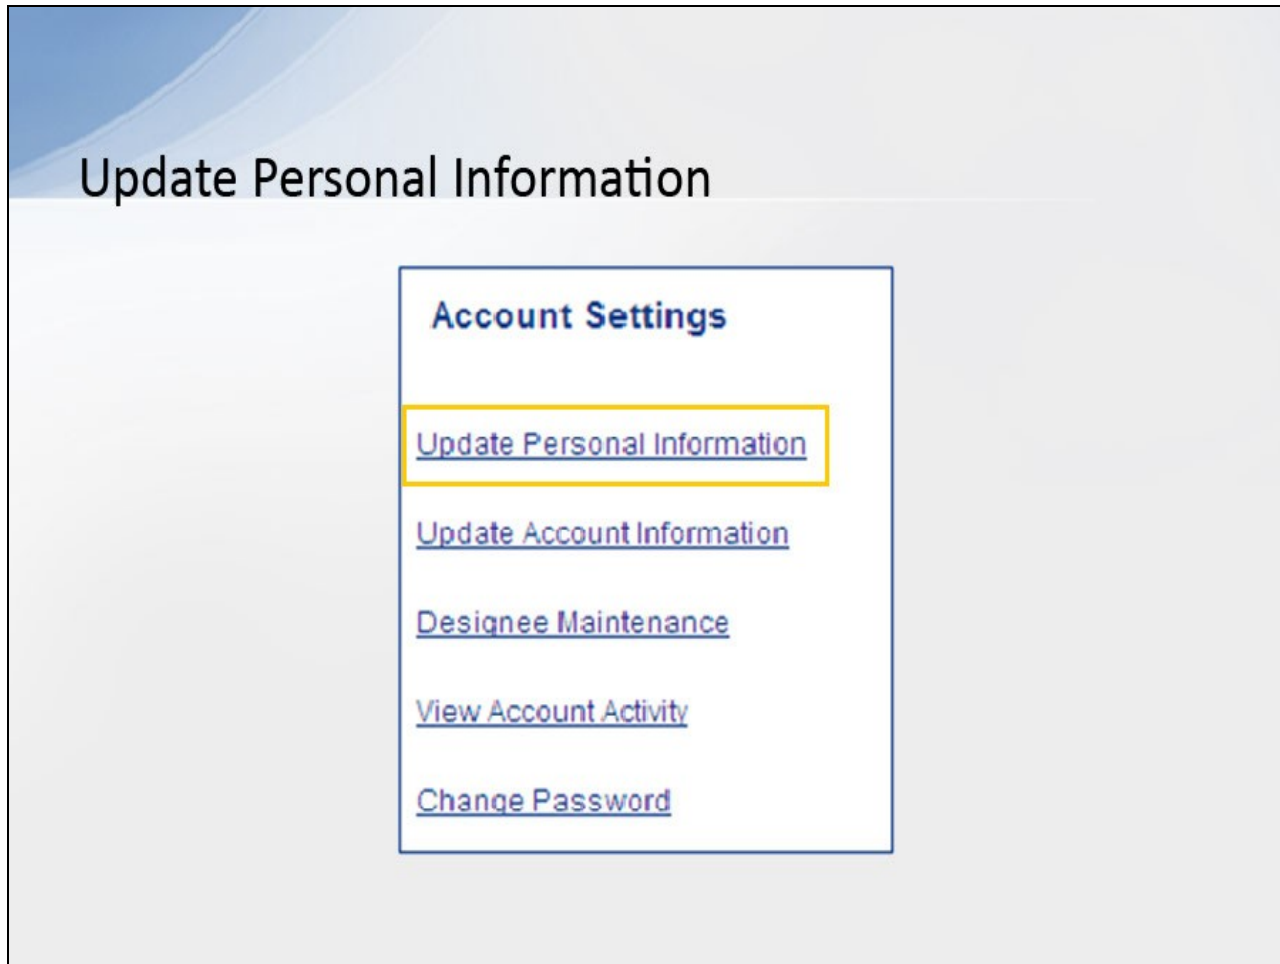 Update Personal Information
Account Settings
Update Personal Information
Update Account Information
Designee Maintenance
View Account Activity
Change Password